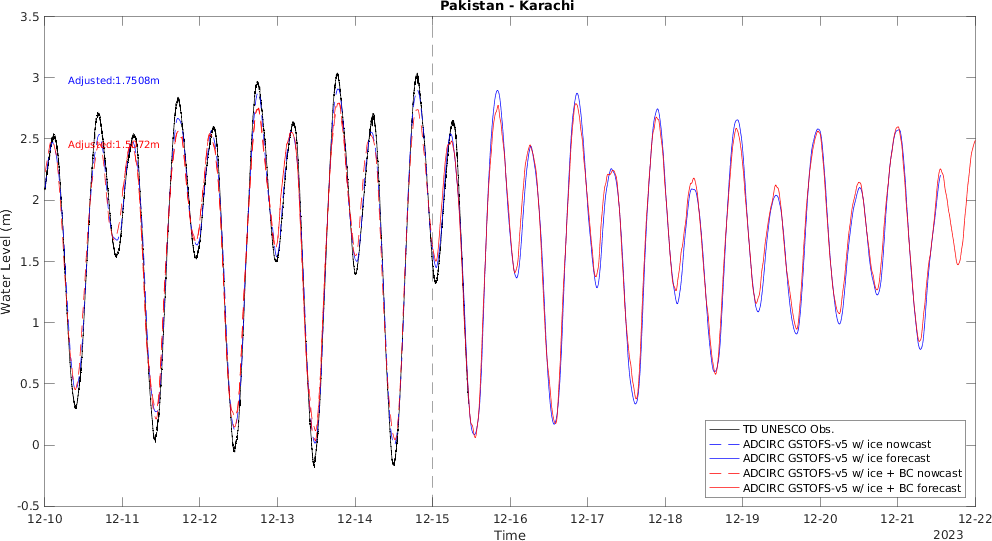 Pakistan - Karachi
3.5
3
2.5
2
1.5
1
0.5
0
-0.5
Water Level (m)
Adjusted:1.7508m
TD UNESCO Obs.
ADCIRC GSTOFS-v5 w/ ice nowcast
ADCIRC GSTOFS-v5 w/ ice forecast
ADCIRC GSTOFS-v5 w/ ice + BC nowcast
ADCIRC GSTOFS-v5 w/ ice + BC forecast
12-10 12-11 12-12 12-13 12-14 12-15 12-16 12-17 12-18 12-19 12-20 12-21 12-22
Time
2023